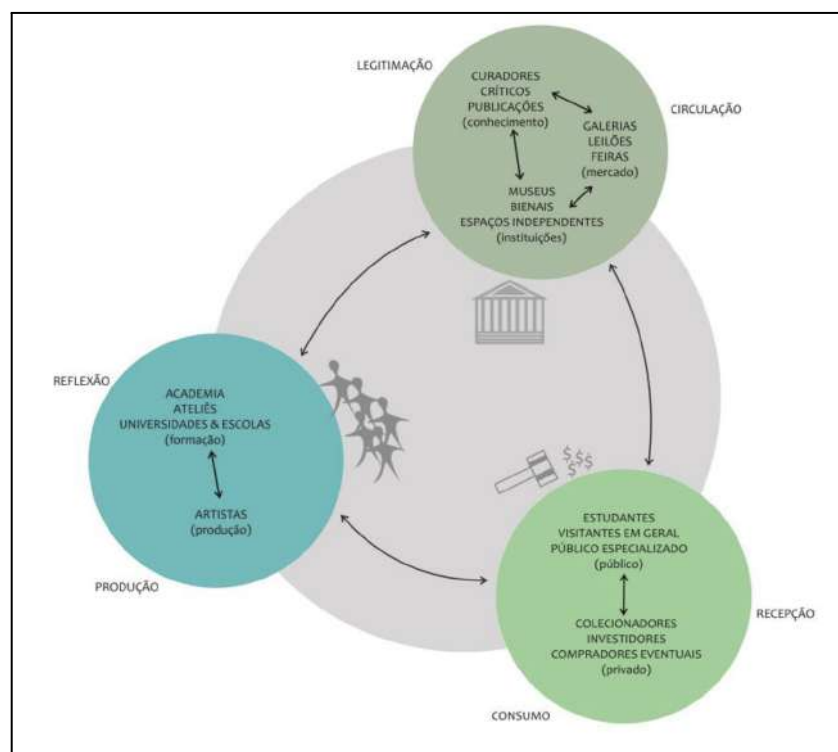 LEGITIMAÇÃO
CURADORES
CRÍTICOS
PUBLICAÇÕES
(conhecimento)
CIRCULAÇÃO
GALERIAS
LEILÕES
FEIRAS
(mercado)
MUSEUS
BIENAIS
ESPAÇOS INDEPENDENTES
(instituições)
REFLEXÃO
ACADEMIA
ATELIÊS
UNIVERSIDADES & ESCOLAS
(formação)
ARTISTAS
(produção)
PRODUÇÃO
$$$
$$
ESTUDANTES
VISITANTES EM GERAL
PÚBLICO ESPECIALIZADO
(público)
COLECIONADORES
INVESTIDORES
COMPRADORES EVENTUAIS
(privado)
RECEPÇÃO
CONSUMO